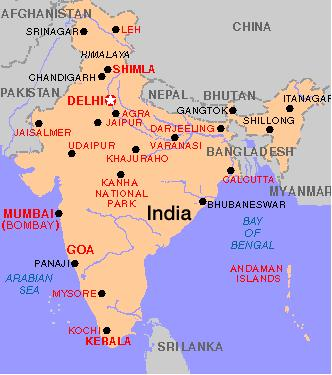 AFGHANISTAN
CHINA
SRINAGAR
LEH
HIMALAYA
SHIMLA
CHANDIGARH
PAKISTAN
DELHI
NEPAL
BHUTAN
ITANAGAR
GANGTOK
AGRA
JAIPUR
DARJEELING
SHILLONG
JAISALMER
UDAIPUR
VARANASI
KHAJURAHO
BANGLADESH
KANHA
NATIONAL
PARK
CALCUTTA
MYANMAR
MUMBAI
(BOMBAY)
India
BHUBANESWAR
BAY
OF
BENGAL
GOA
PANAJI
ARABIAN
SEA
ANDAMAN
ISLANDS
MYSORE
KOCHI
KERALA
SRI LANKA